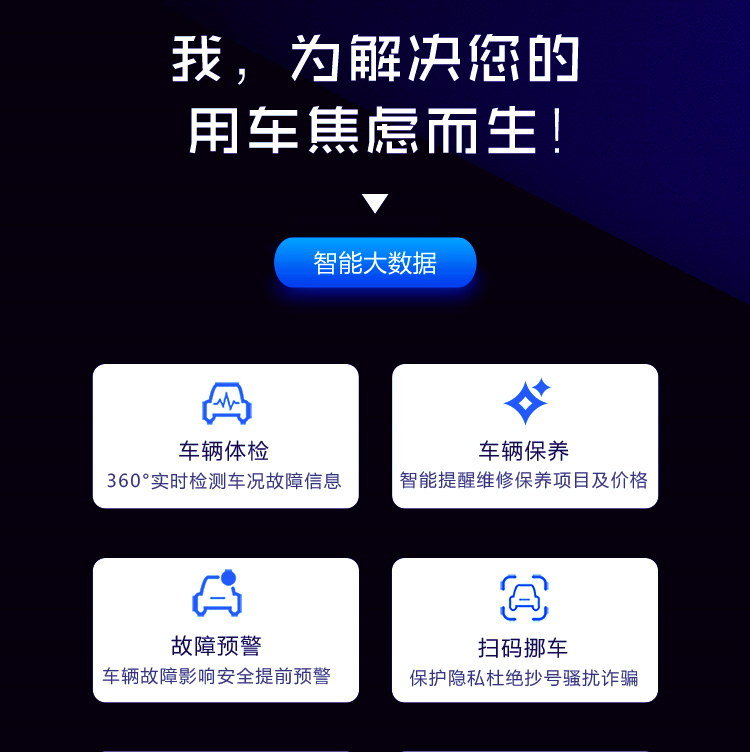 我，为解决您的
用车焦虑而生！
智能大数据
车辆体检
360°实时检测车况故障信息
车辆保养
智能提醒维修保养项目及价格
故障预警
车辆故障影响安全提前预警
扫码挪车
保护隐私杜绝抄号骚扰诈骗